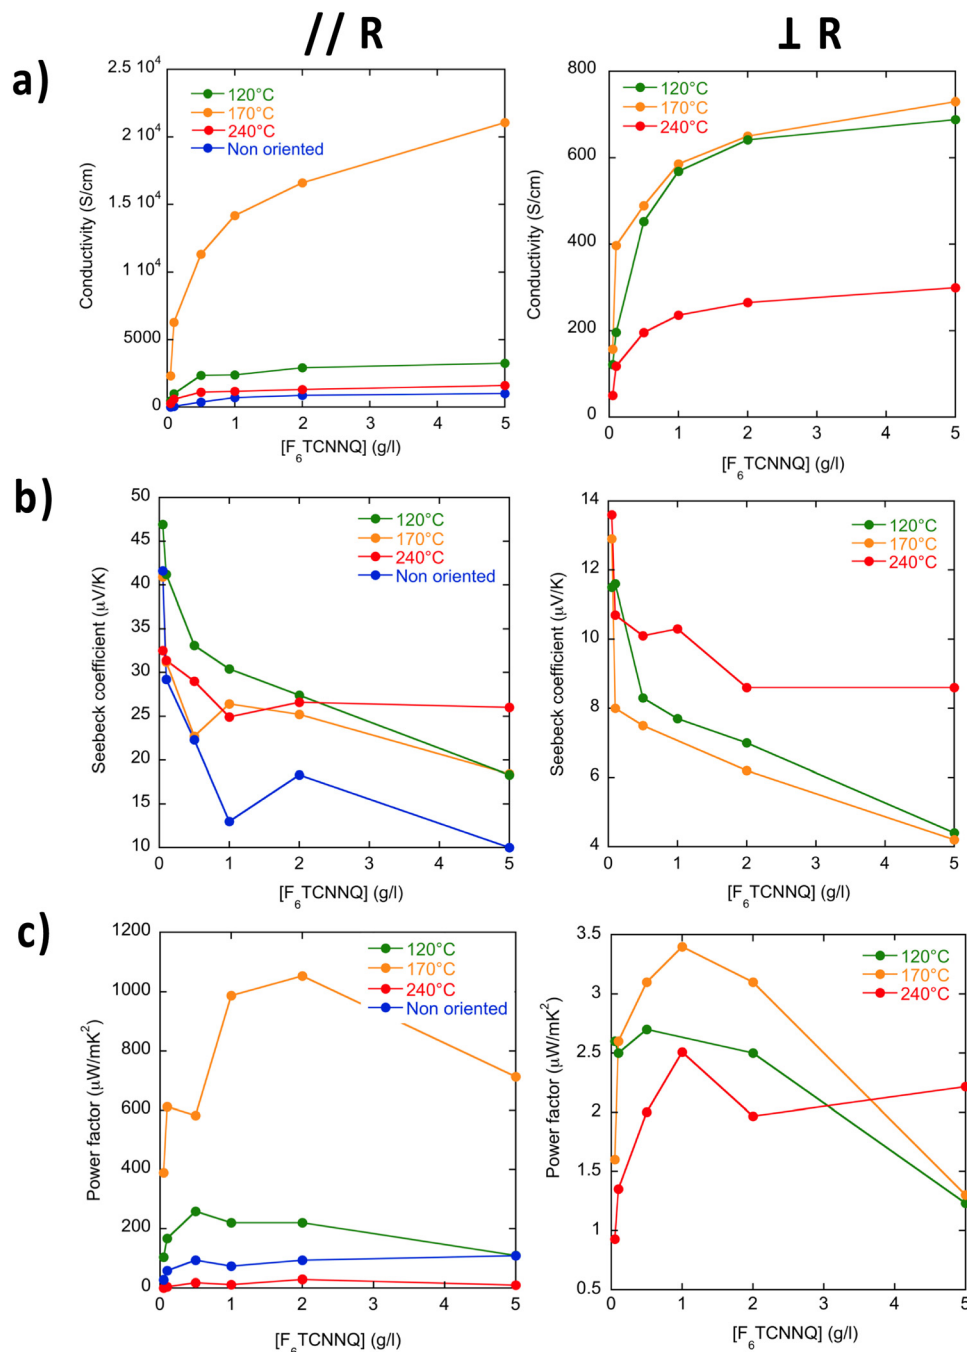 // R
⊥ R
a)
2.5 10⁴
2 10⁴
1.5 10⁴
1 10⁴
5000
0
Conductivity (S/cm)
120°C
170°C
240°C
Non oriented
0 1 2 3 4 5
[F₆TCNNQ] (g/l)
800
600
400
200
0
Conductivity (S/cm)
120°C
170°C
240°C
0 1 2 3 4 5
[F₆TCNNQ] (g/l)
b)
50
45
40
35
30
25
20
15
10
Seebeck coefficient (µV/K)
120°C
170°C
240°C
Non oriented
0 1 2 3 4 5
[F₆TCNNQ] (g/l)
14
12
10
8
6
4
Seebeck coefficient (µV/K)
120°C
170°C
240°C
0 1 2 3 4 5
[F₆TCNNQ] (g/l)
c)
1200
1000
800
600
400
200
0
Power factor (µW/mK²)
120°C
170°C
240°C
Non oriented
0 1 2 3 4 5
[F₆TCNNQ] (g/l)
3.5
3
2.5
2
1.5
1
0.5
Power factor (µW/mK²)
120°C
170°C
240°C
0 1 2 3 4 5
[F₆TCNNQ] (g/l)